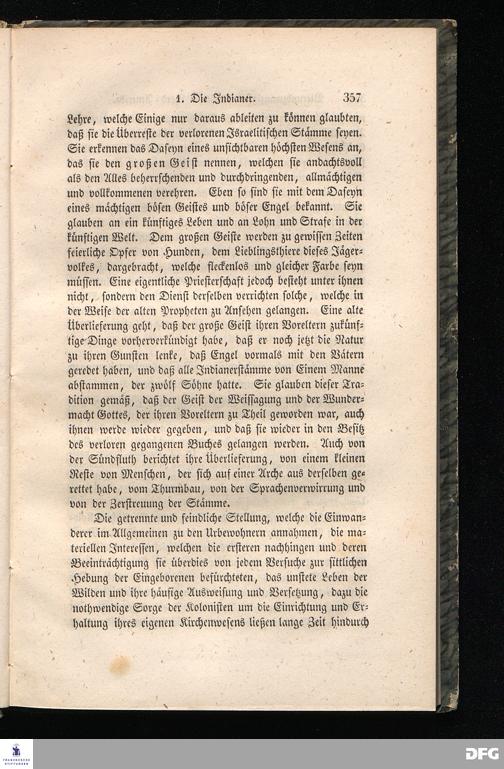 1. Die Indianer. 357
Lehre, welche Einige nur daraus ableiten zu können glaubten,
daß sie die Überreste der verlorenen Israelitischen Stämme seyen.
Sie erkennen das Daseyn eines unsichtbaren höchsten Wesens an,
das sie den großen Geist nennen, welchen sie andachtsvoll
als den Alles beherrschenden und durchdringenden, allmächtigen
und vollkommenen verehren. Eben so sind sie mit dem Daseyn
eines mächtigen bösen Geistes und böser Engel bekannt. Sie
glauben an ein künftiges Leben und an Lohn und Strafe in der
künftigen Welt. Dem großen Geiste werden zu gewissen Zeiten
feierliche Opfer von Hunden, dem Lieblingsthiere dieses Jäger-
volkes, dargebracht, welche fleckenlos und gleicher Farbe seyn
müssen. Eine eigentliche Priesterschaft jedoch besteht unter ihnen
nicht, sondern den Dienst derselben verrichten solche, welche in
der Weise der alten Propheten zu Ansehen gelangen. Eine alte
Überlieferung geht, daß der große Geist ihren Voreltern zukünf-
tige Dinge vorherverkündigt habe, daß er noch jetzt die Natur
zu ihren Gunsten lenke, daß Engel vormals mit den Vätern
geredet haben, und daß alle Indianerstämme von Einem Manne
abstammen, der zwölf Söhne hatte. Sie glauben dieser Tra-
dition gemäß, daß der Geist der Weissagung und der Wunder-
macht Gottes, der ihren Voreltern zu Theil geworden war, auch
ihnen werde wieder gegeben, und daß sie wieder in den Besitz
des verloren gegangenen Buches gelangen werden. Auch von
der Sündfluth berichtet ihre Überlieferung, von einem kleinen
Reste von Menschen, der sich auf einer Arche aus derselben ge-
rettet habe, vom Thurmbau, von der Sprachenverwirrung und
von der Zerstreuung der Stämme.
Die getrennte und feindliche Stellung, welche die Einwan-
derer im Allgemeinen zu den Urbewohnern annahmen, die ma-
teriellen Interessen, welchen die ersteren nachhingen und deren
Beeinträchtigung sie überdies von jedem Versuche zur sittlichen
Hebung der Eingeborenen befürchteten, das unstete Leben der
Wilden und ihre häufige Ausweisung und Versetzung, dazu die
nothwendige Sorge der Kolonisten um die Einrichtung und Er-
haltung ihres eigenen Kirchenwesens ließen lange Zeit hindurch
FRANCKESCHE
STIFTUNGEN
DFG